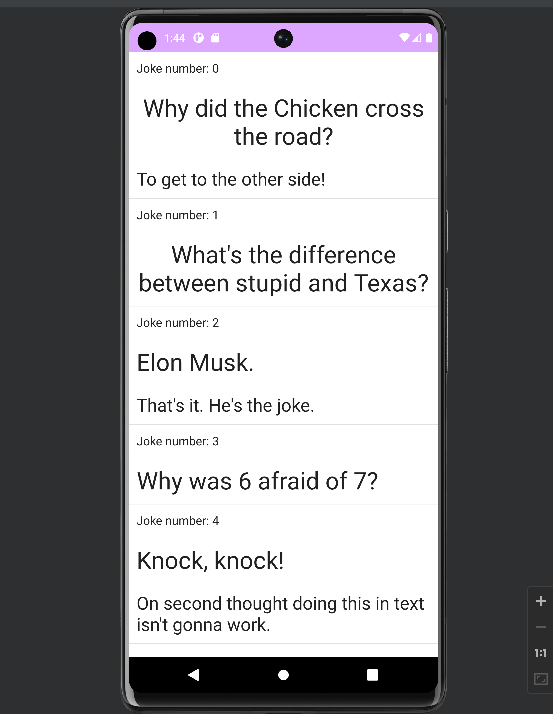 1:44
Joke number: 0
Why did the Chicken cross
the road?
To get to the other side!
Joke number: 1
What's the difference
between stupid and Texas?
Joke number: 2
Elon Musk.
That's it. He's the joke.
Joke number: 3
Why was 6 afraid of 7?
Joke number: 4
Knock, knock!
On second thought doing this in text
isn't gonna work.
1:1